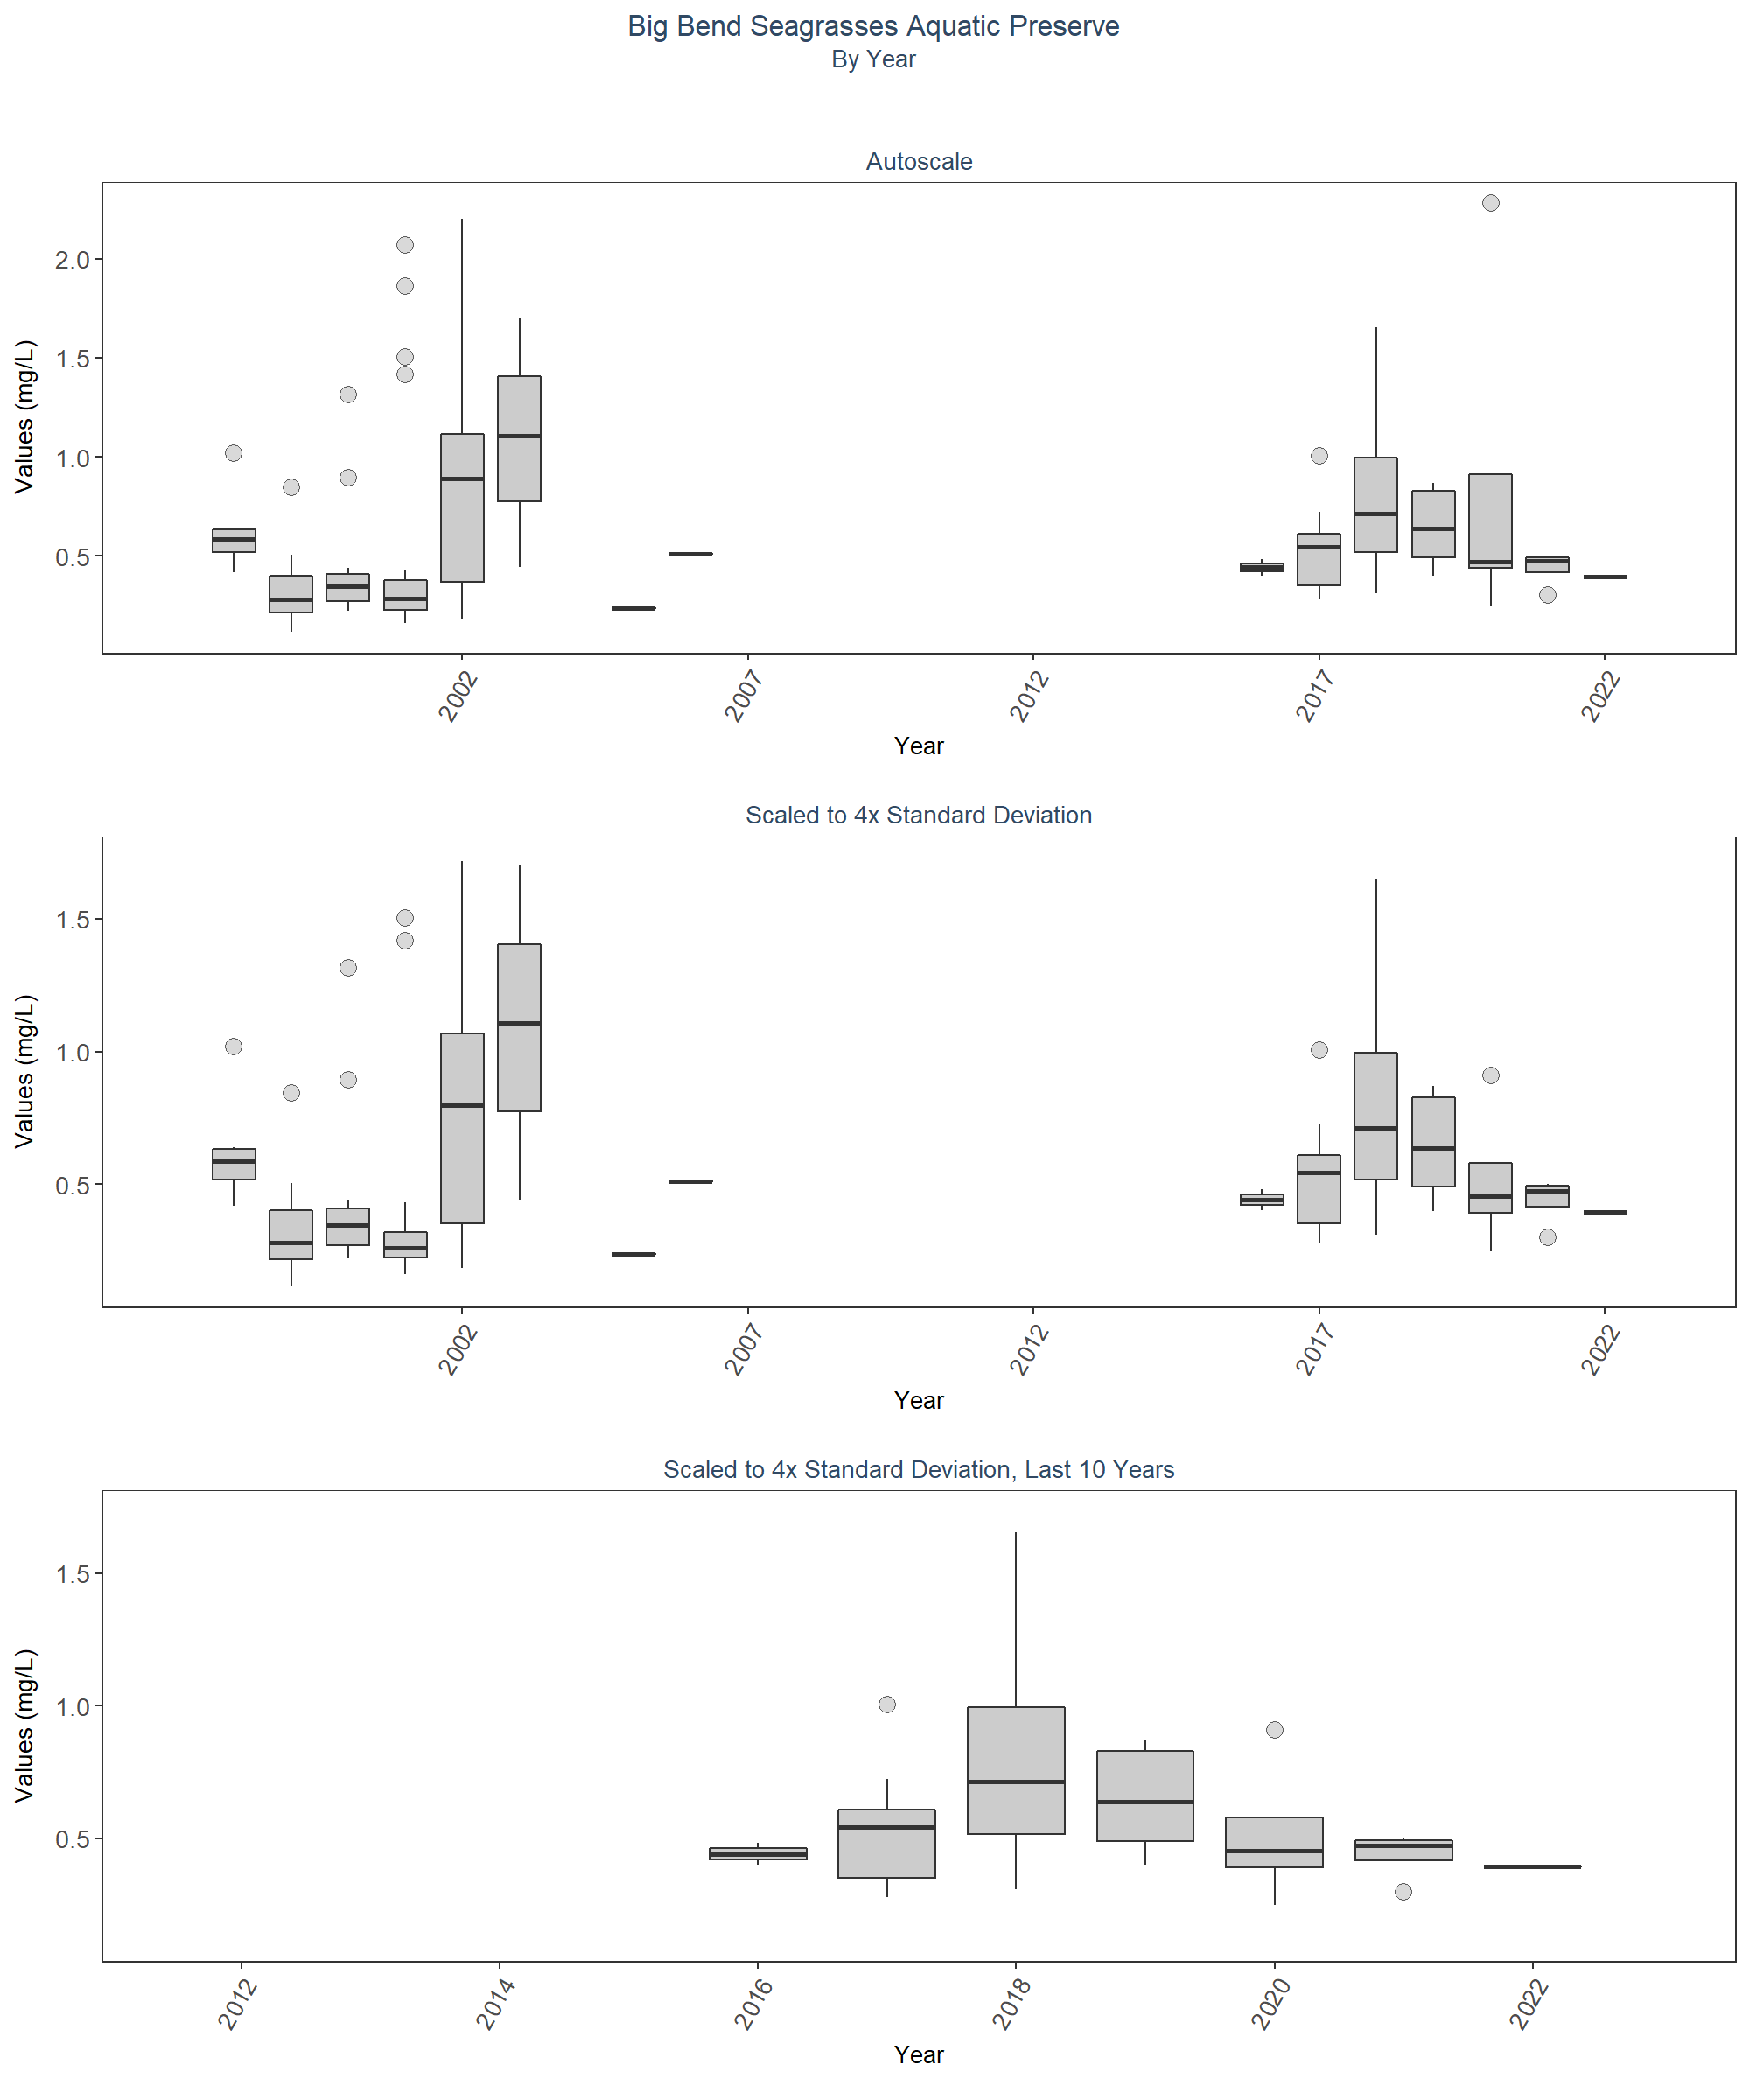 Big Bend Seagrasses Aquatic Preserve
By Year
Autoscale
Values (mg/L)
2.0
1.5
1.0
0.5
2002 2007 2012 2017 2022
Year
Scaled to 4x Standard Deviation
Values (mg/L)
1.5
1.0
0.5
2002 2007 2012 2017 2022
Year
Scaled to 4x Standard Deviation, Last 10 Years
Values (mg/L)
1.5
1.0
0.5
2012 2014 2016 2018 2020 2022
Year